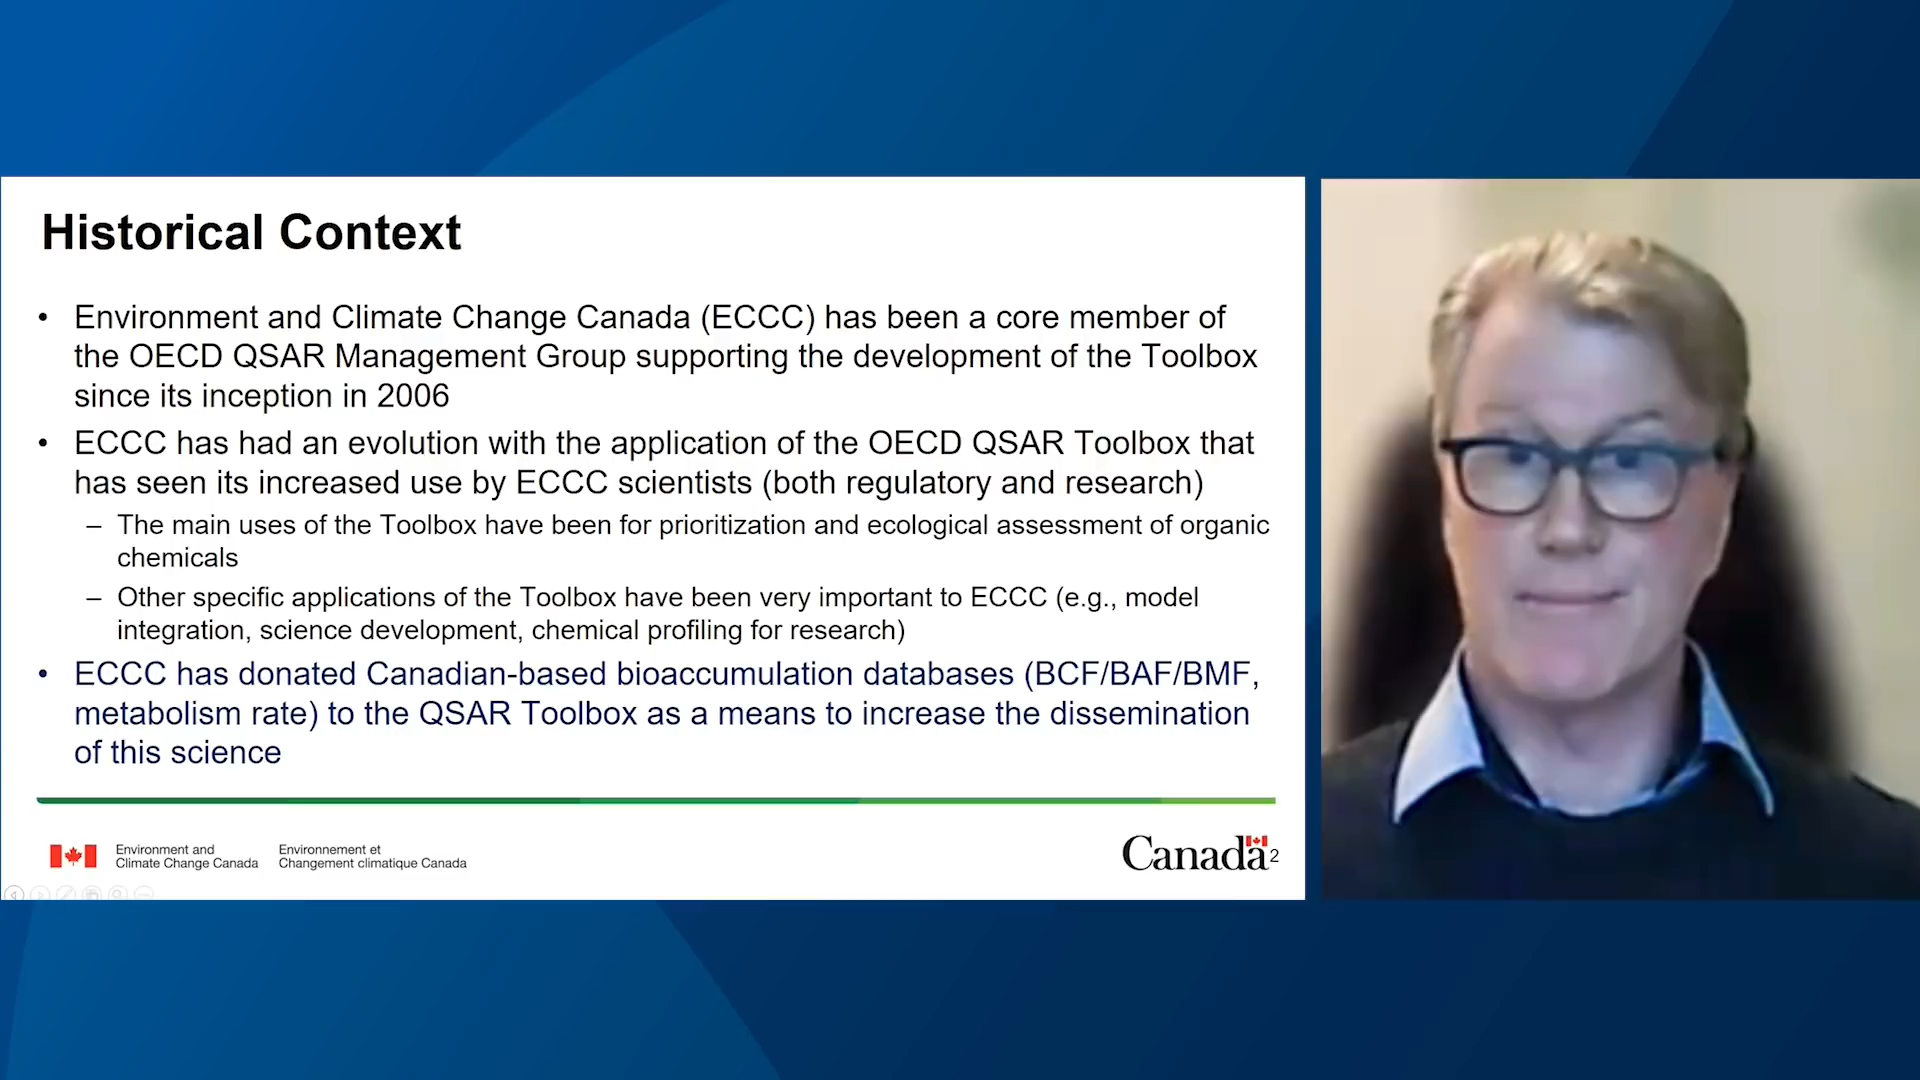 Historical Context
• Environment and Climate Change Canada (ECCC) has been a core member of
the OECD QSAR Management Group supporting the development of the Toolbox
since its inception in 2006
• ECCC has had an evolution with the application of the OECD QSAR Toolbox that
has seen its increased use by ECCC scientists (both regulatory and research)
– The main uses of the Toolbox have been for prioritization and ecological assessment of organic
chemicals
– Other specific applications of the Toolbox have been very important to ECCC (e.g., model
integration, science development, chemical profiling for research)
• ECCC has donated Canadian-based bioaccumulation databases (BCF/BAF/BMF,
metabolism rate) to the QSAR Toolbox as a means to increase the dissemination
of this science
Environment and
Climate Change Canada
Environnement et
Changement climatique Canada
Canada
2